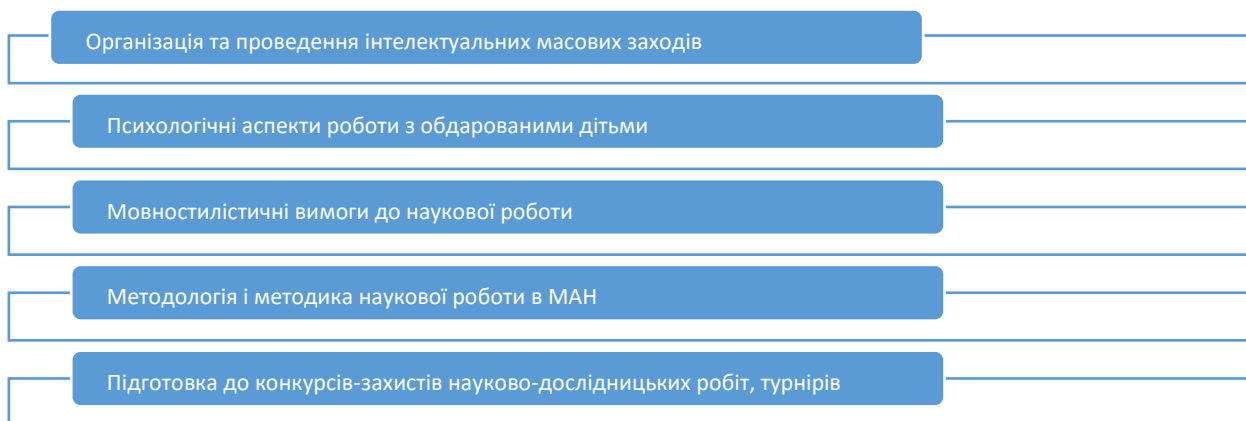 Організація та проведення інтелектуальних масових заходів
Психологічні аспекти роботи з обдарованими дітьми
Мовностилістичні вимоги до наукової роботи
Методологія і методика наукової роботи в МАН
Підготовка до конкурсів-захистів науково-дослідницьких робіт, турнірів